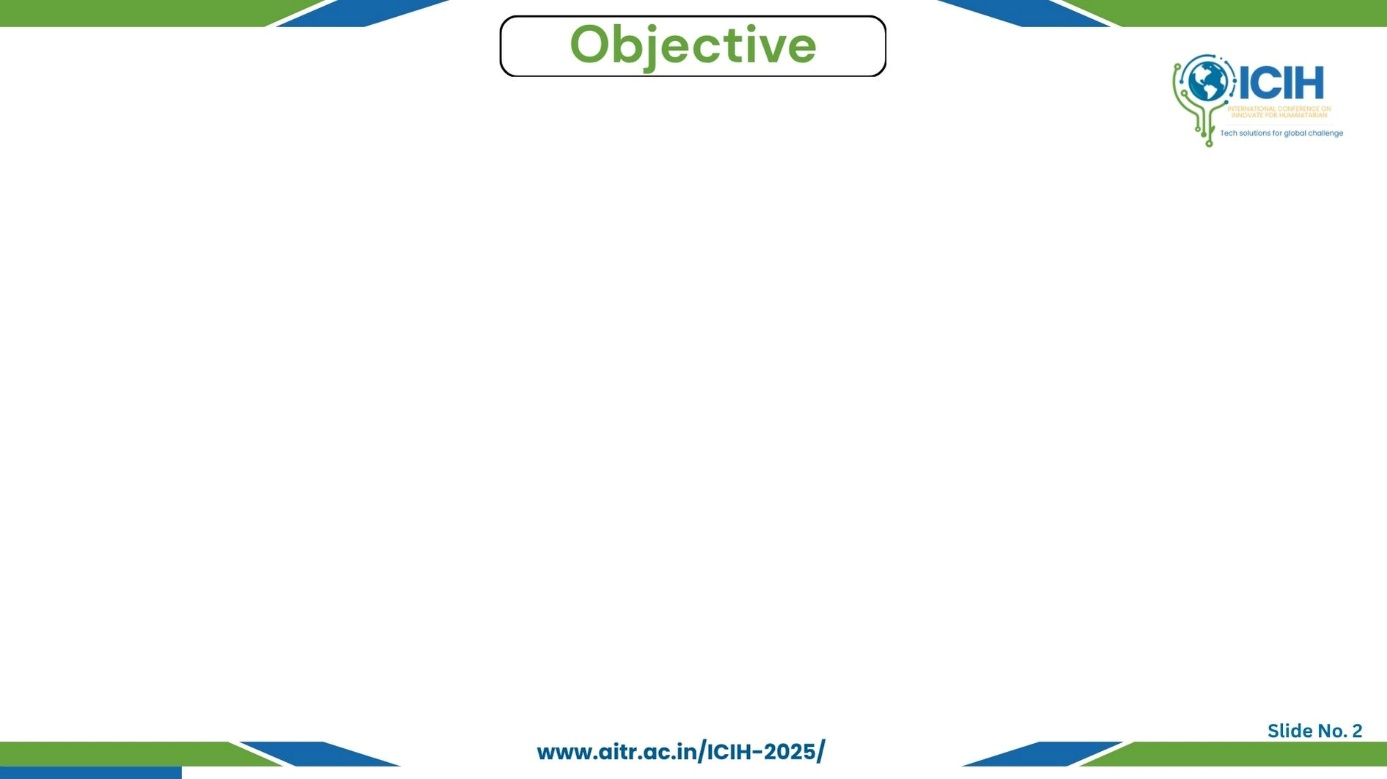 Objective
ICIH
INTERNATIONAL CONFERENCE ON
INNOVATE FOR HUMANITARIAN
Tech solutions for global challenge
Slide No. 2
www.aitr.ac.in/ICIH-2025/